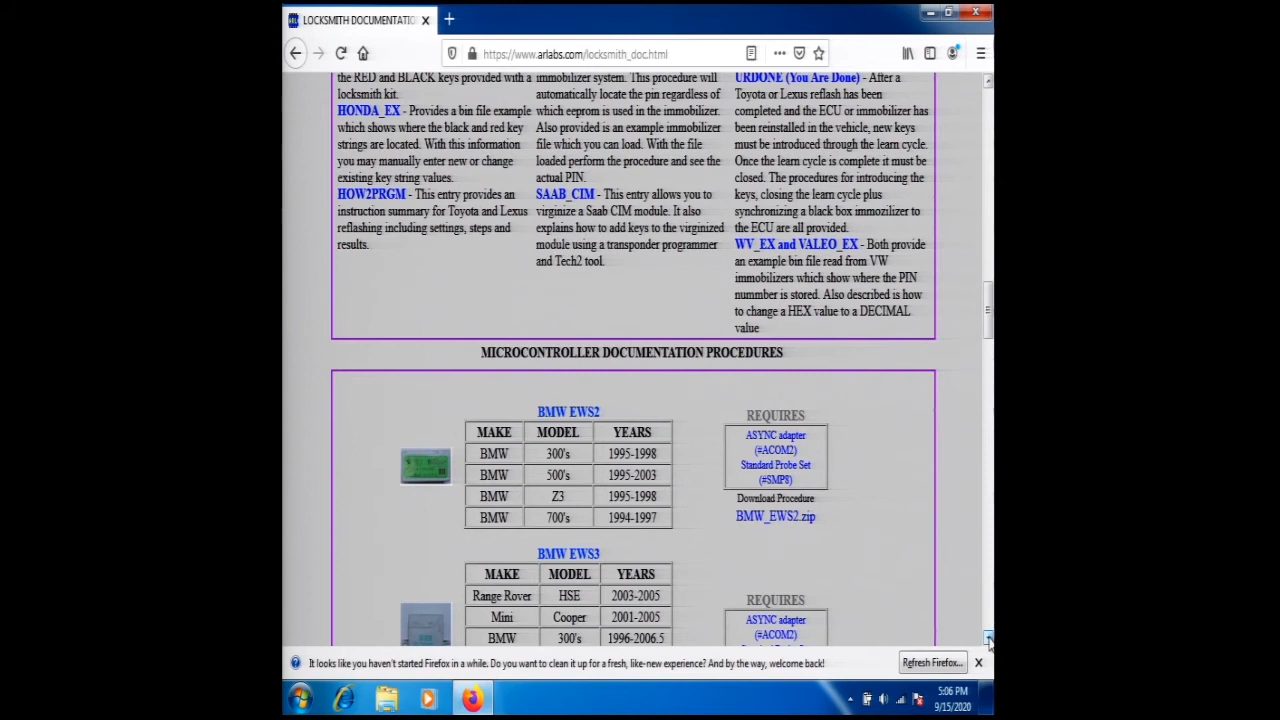 LOCKSMITH DOCUMENTATIO
https://www.arlabs.com/locksmith_doc.html
the RED and BLACK keys provided with a
locksmith kit.
HONDA_EX - Provides a bin file example
which shows where the black and red key
strings are located. With this information
you may manually enter new or change
existing key string values.
HOW2PRGM - This entry provides an
instruction summary for Toyota and Lexus
reflashing including settings, steps and
results.
immobilizer system. This procedure will
automatically locate the pin regardless of
which eeprom is used in the immobilizer.
Also provided is an example immobilizer
file which you can load. With the file
loaded perform the procedure and see the
actual PIN.
SAAB_CIM - This entry allows you to
virginize a Saab CIM module. It also
explains how to add keys to the virginized
module using a transponder programmer
and Tech2 tool.
URDONE (You Are Done) - After a
Toyota or Lexus reflash has been
completed and the ECU or immobilizer has
been reinstalled in the vehicle, new keys
must be introduced through the learn cycle.
Once the learn cycle is complete it must be
closed. The procedures for introducing the
keys, closing the learn cycle plus
synchronizing a black box immozilizer to
the ECU are all provided.
WV_EX and VALEO_EX - Both provide
an example bin file read from VW
immobilizers which show where the PIN
nummber is stored. Also described is how
to change a HEX value to a DECIMAL
value
MICROCONTROLLER DOCUMENTATION PROCEDURES
BMW EWS2
MAKE MODEL YEARS
BMW 300's 1995-1998
BMW 500's 1995-2003
BMW Z3 1995-1998
BMW 700's 1994-1997
REQUIRES
ASYNC adapter
(#ACOM2)
Standard Probe Set
(#SMP8)
Download Procedure
BMW_EWS2.zip
BMW EWS3
MAKE MODEL YEARS
Range Rover HSE 2003-2005
Mini Cooper 2001-2005
BMW 300's 1996-2006.5
REQUIRES
ASYNC adapter
(#ACOM2)
It looks like you haven't started Firefox in a while. Do you want to clean it up for a fresh, like-new experience? And by the way, welcome back!
Refresh Firefox...
5:06 PM
9/15/2020